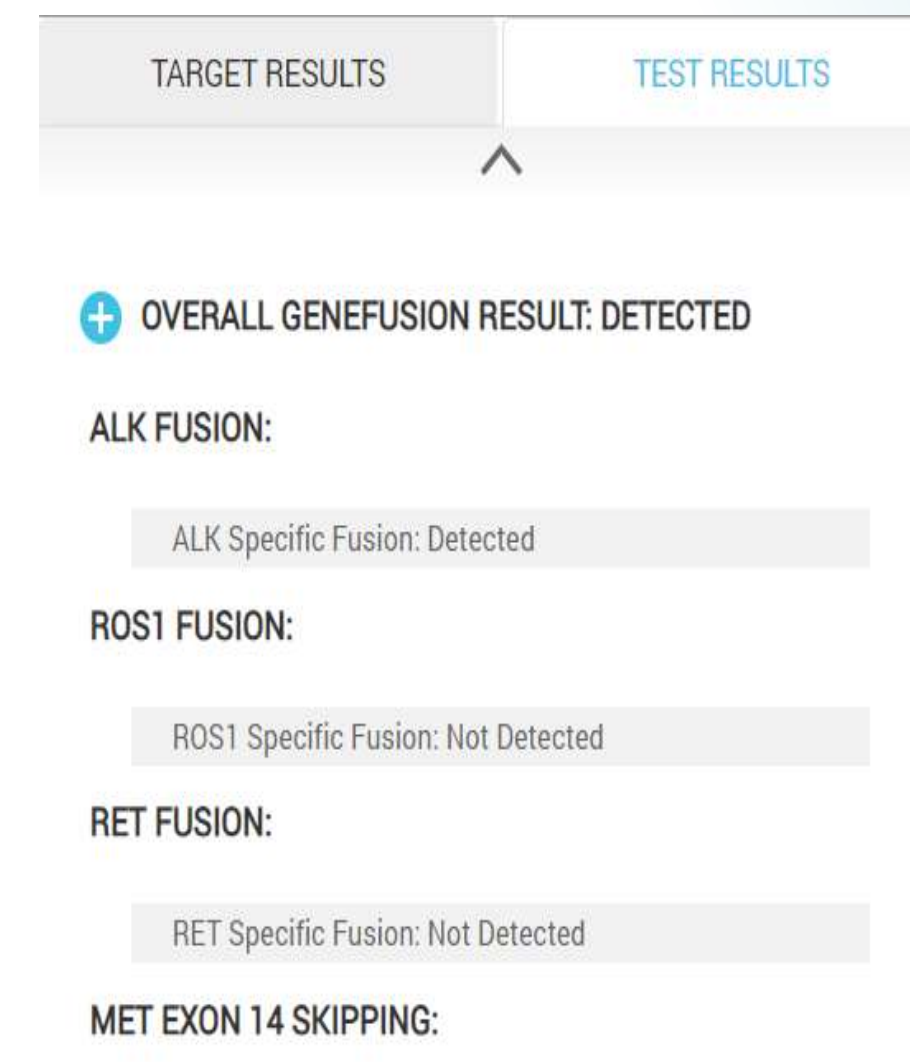 TARGET RESULTS TEST RESULTS
OVERALL GENEFUSION RESULT: DETECTED
ALK FUSION:
ALK Specific Fusion: Detected
ROS1 FUSION:
ROS1 Specific Fusion: Not Detected
RET FUSION:
RET Specific Fusion: Not Detected
MET EXON 14 SKIPPING: